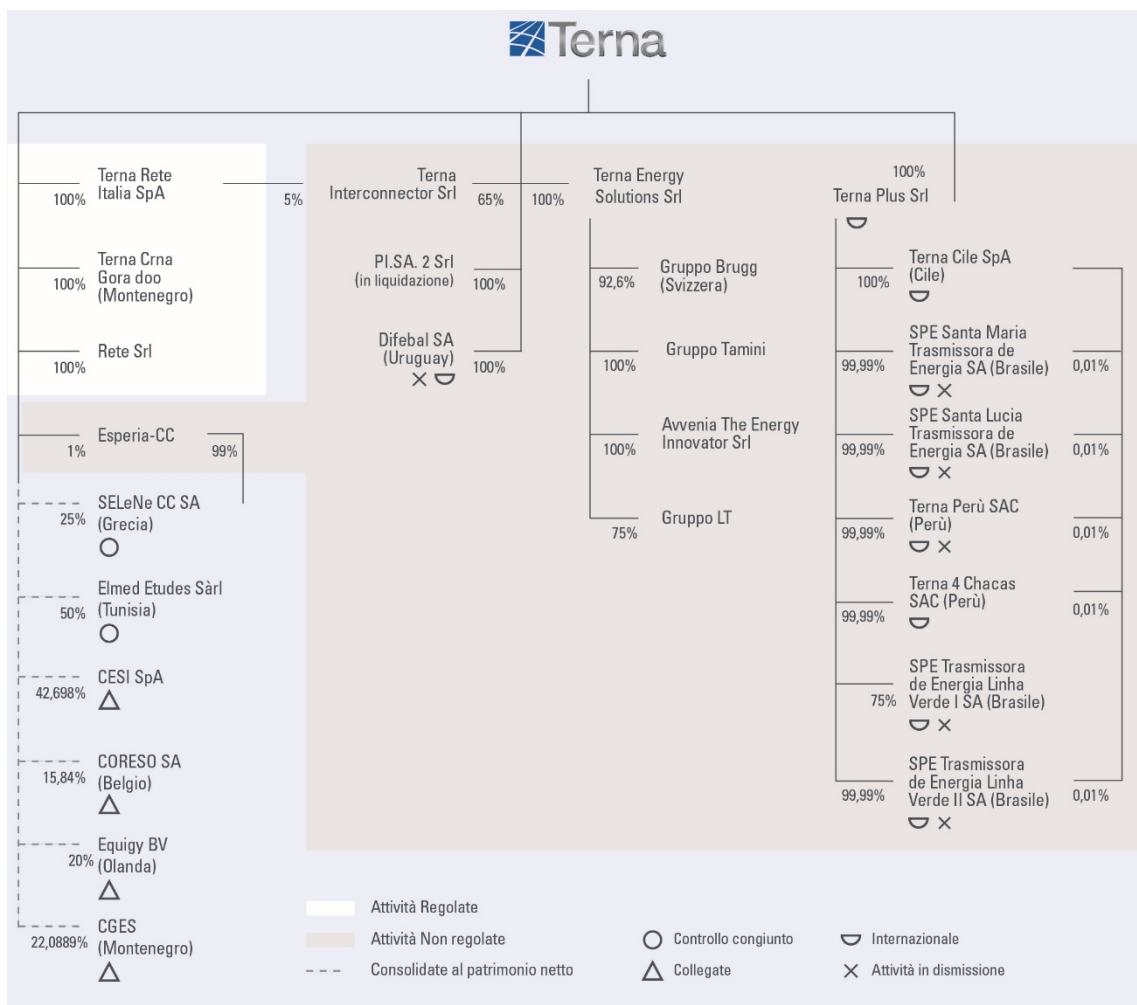 Terna
Terna Rete
Italia SpA
100%
5%
Terna Crna
Gora doo
(Montenegro)
100%
Rete Srl
100%
Esperia-CC
1%
99%
SELeNe CC SA
(Grecia)
25%
Elmed Etudes Sàrl
(Tunisia)
50%
CESI SpA
42,698%
CORESO SA
(Belgio)
15,84%
Equigy BV
(Olanda)
20%
CGES
(Montenegro)
22,0889%
Terna
Interconnector Srl
65%
PI.SA. 2 Srl
(in liquidazione)
100%
Difebal SA
(Uruguay)
100%
Terna Energy
Solutions Srl
100%
Gruppo Brugg
(Svizzera)
92,6%
Gruppo Tamini
100%
Avvenia The Energy
Innovator Srl
100%
Gruppo LT
75%
100%
Terna Plus Srl
Terna Cile SpA
(Cile)
100%
SPE Santa Maria
Trasmissora de
Energia SA (Brasile)
99,99%
0,01%
SPE Santa Lucia
Trasmissora de
Energia SA (Brasile)
99,99%
0,01%
Terna Perù SAC
(Perù)
99,99%
0,01%
Terna 4 Chacas
SAC (Perù)
99,99%
0,01%
SPE Trasmissora
de Energia Linha
Verde I SA (Brasile)
75%
SPE Trasmissora
de Energia Linha
Verde II SA (Brasile)
99,99%
0,01%
Attività Regolate
Attività Non regolate
Consolidate al patrimonio netto
Controllo congiunto
Collegate
Internazionale
Attività in dismissione